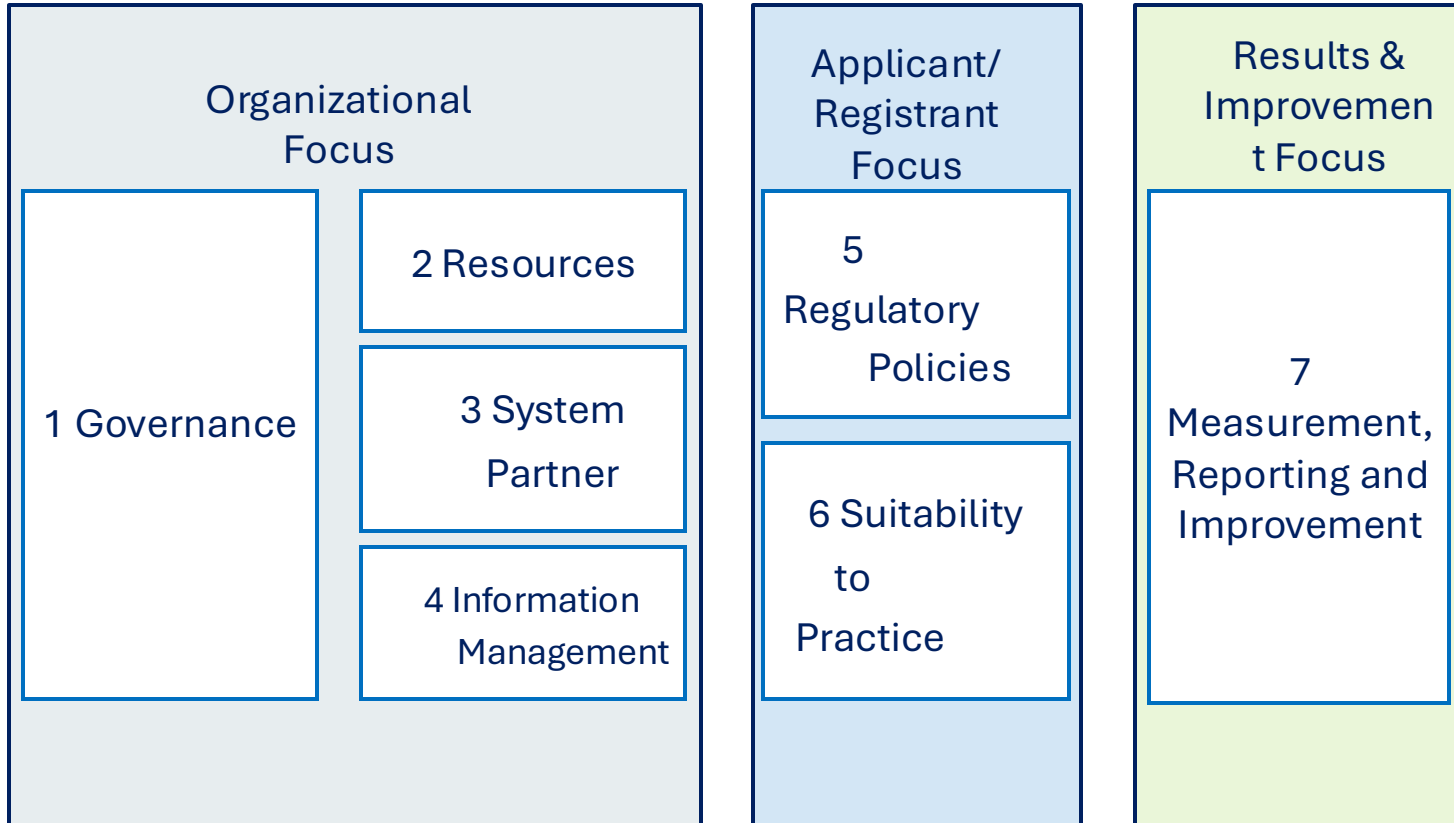 Organizational
Focus
1 Governance
2 Resources
3 System
Partner
4 Information
Management
Applicant/
Registrant
Focus
5
Regulatory
Policies
6 Suitability
to
Practice
Results &
Improvemen
t Focus
7
Measurement,
Reporting and
Improvement